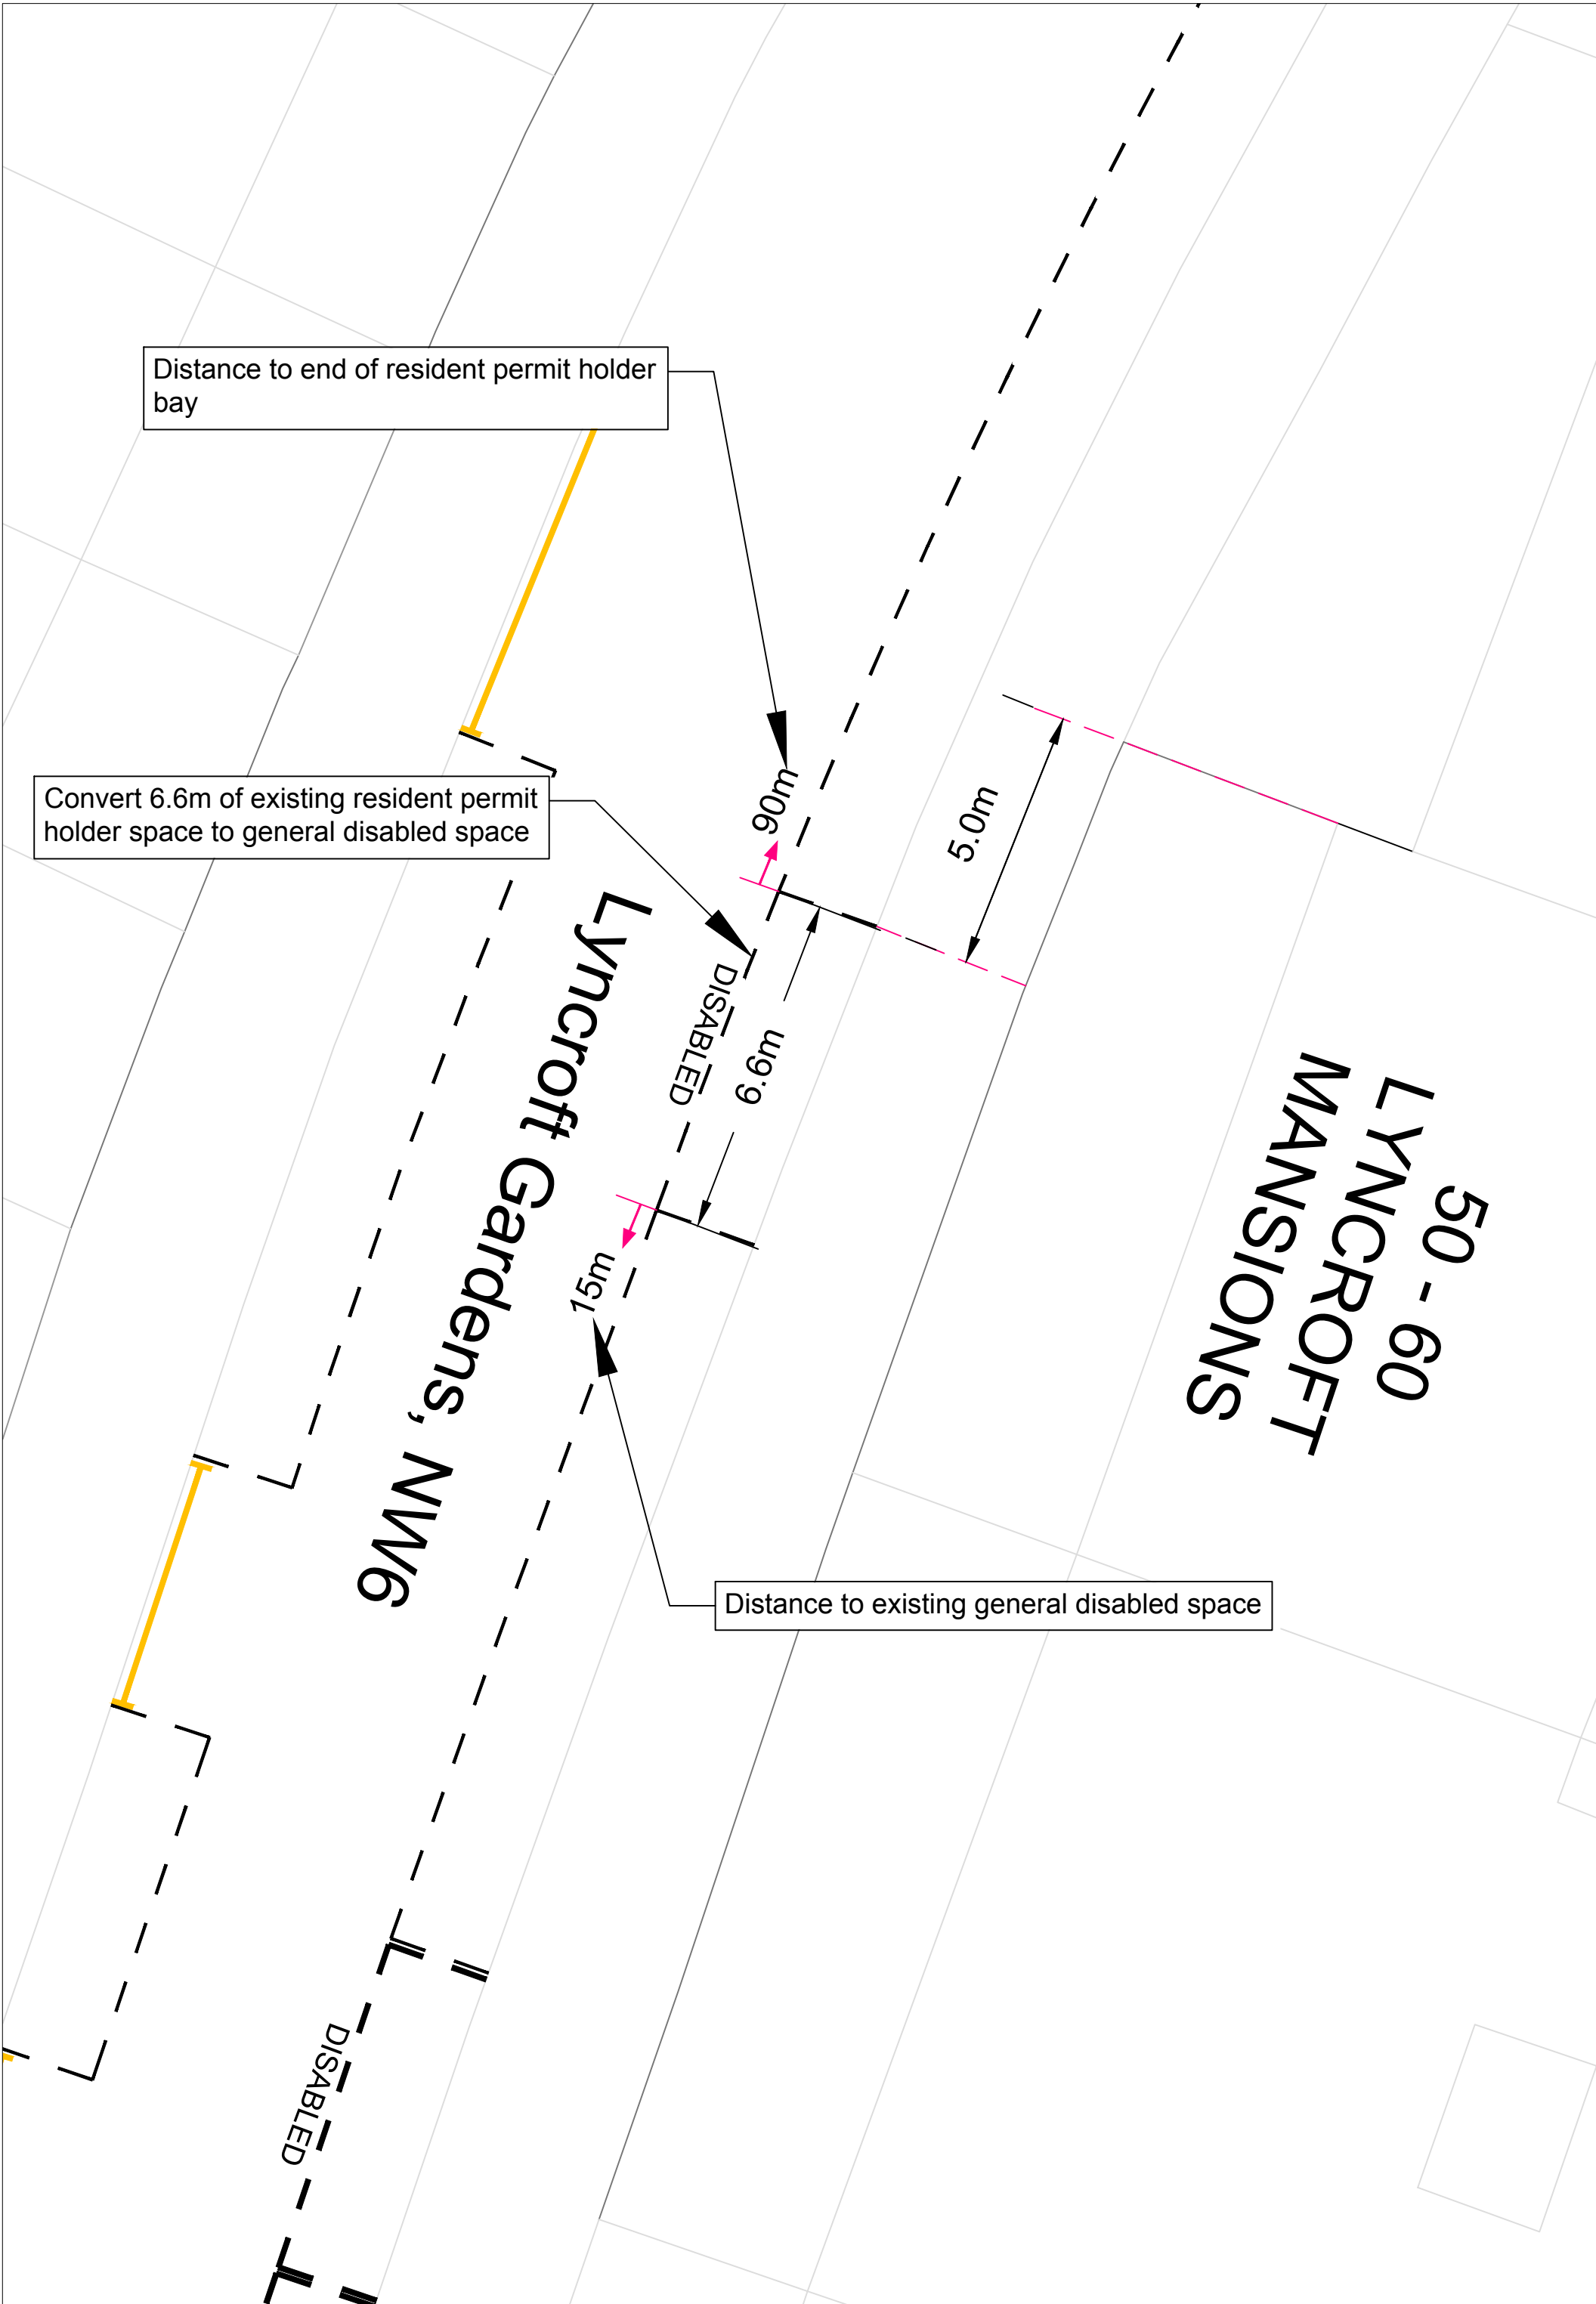 Distance to end of resident permit holder
bay
Convert 6.6m of existing resident permit
holder space to general disabled space
90m
5.0m
DISABLED
6.6m
Lyncroft Gardens, NW6
15m
50 - 60
LYNCROFT
MANSIONS
Distance to existing general disabled space
DISABLED